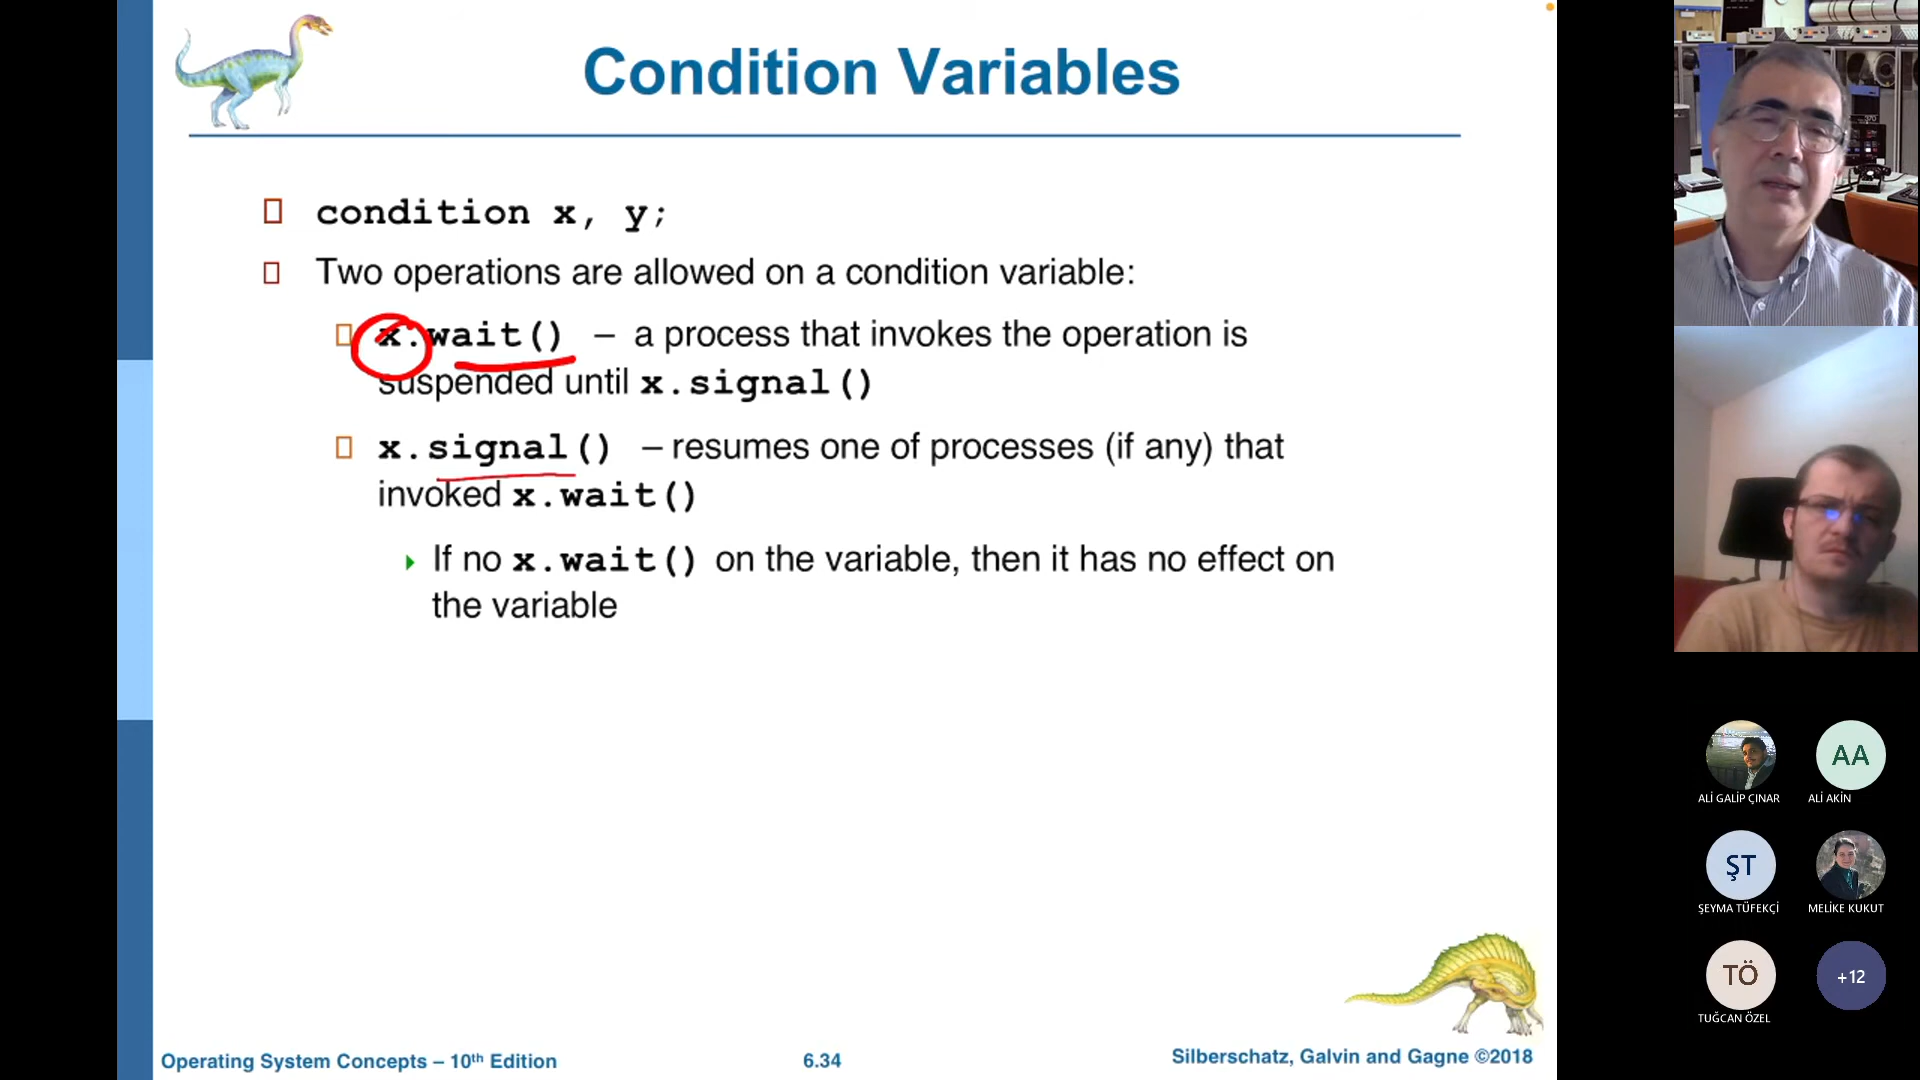 Condition Variables
condition x, y;
Two operations are allowed on a condition variable:
x.wait() – a process that invokes the operation is
suspended until x.signal()
x.signal() – resumes one of processes (if any) that
invoked x.wait()
If no x.wait() on the variable, then it has no effect on
the variable
Operating System Concepts – 10th Edition
6.34
Silberschatz, Galvin and Gagne ©2018
AA
ALİ GALİP ÇINAR
ALİ AKİN
ŞT
ŞEYMA TÜFEKÇİ
MELİKE KUKUT
TÖ
+12
TUĞCAN ÖZEL